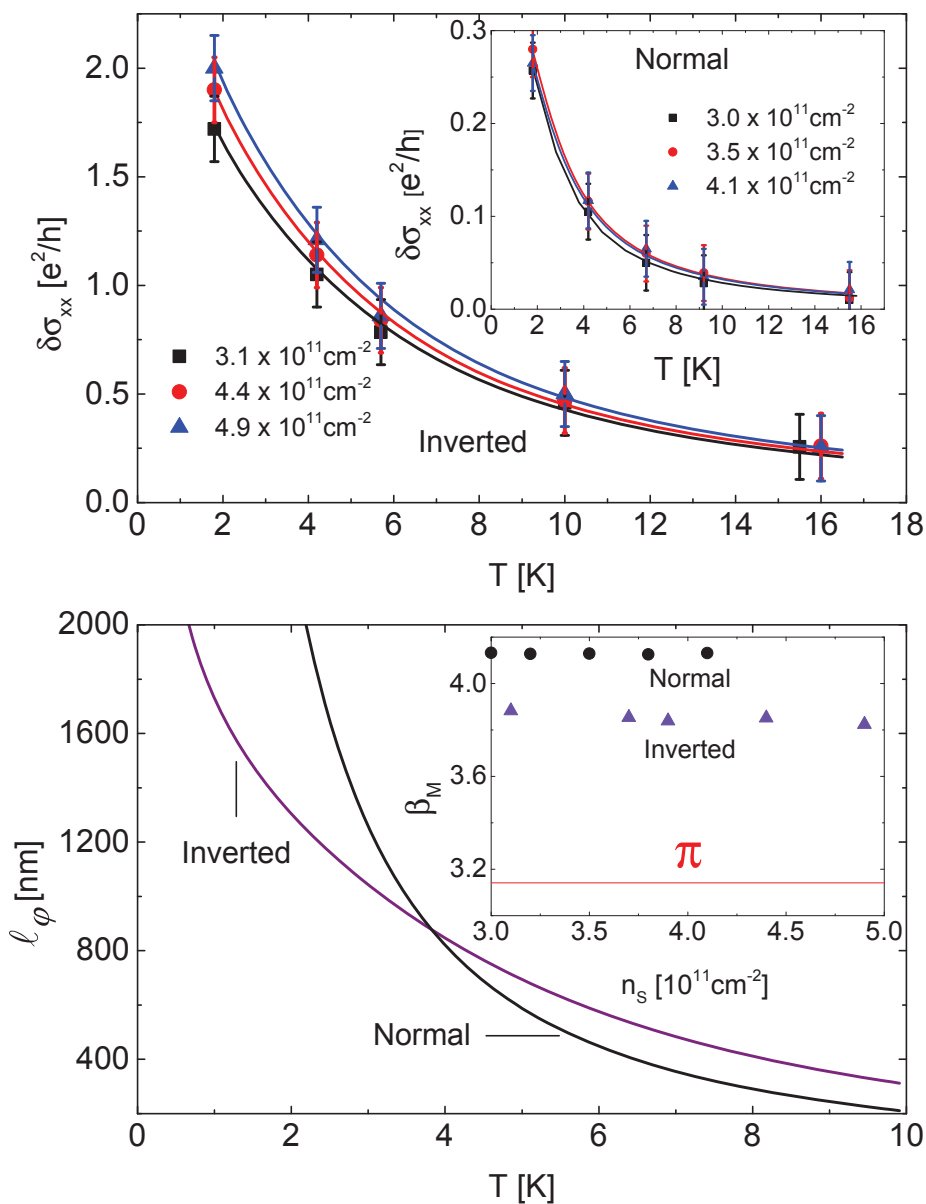 2.0
1.5
1.0
0.5
0.0
δσxx [e²/h]
0 2 4 6 8 10 12 14 16 18
T [K]
3.1 x 10¹¹cm⁻²
4.4 x 10¹¹cm⁻²
4.9 x 10¹¹cm⁻²
Inverted
0.3
0.2
0.1
0.0
δσxx [e²/h]
0 2 4 6 8 10 12 14 16
T [K]
Normal
3.0 x 10¹¹cm⁻²
3.5 x 10¹¹cm⁻²
4.1 x 10¹¹cm⁻²
2000
1600
1200
800
400
ℓφ [nm]
0 2 4 6 8 10
T [K]
Inverted
Normal
4.0
3.6
3.2
βM
3.0 3.5 4.0 4.5 5.0
nS [10¹¹cm⁻²]
Normal
Inverted
π